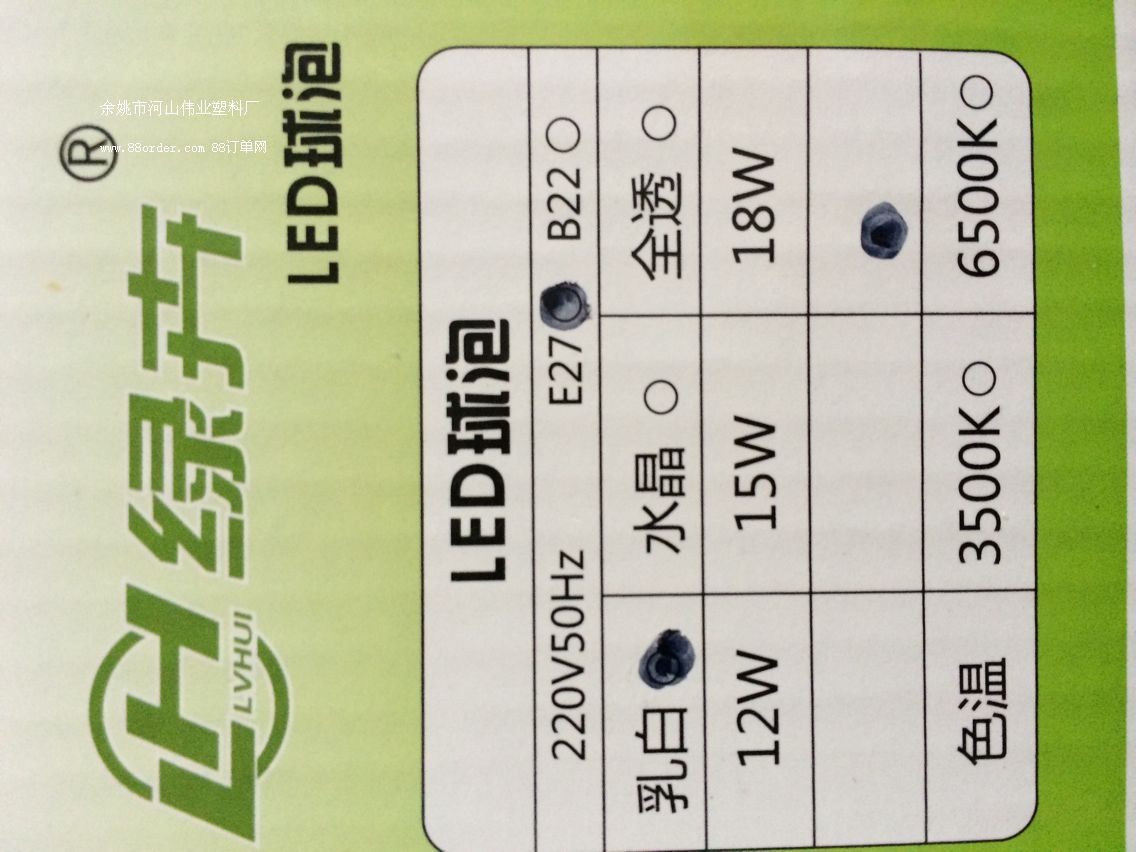 余姚市河山伟业塑料厂
www.88order.com 88订单网
LH LVHUI 绿卉®
LED球泡
LED球泡
220V50Hz E27 B22○
乳白 水晶○ 全透○
12W 15W 18W
色温 3500K○ 6500K○